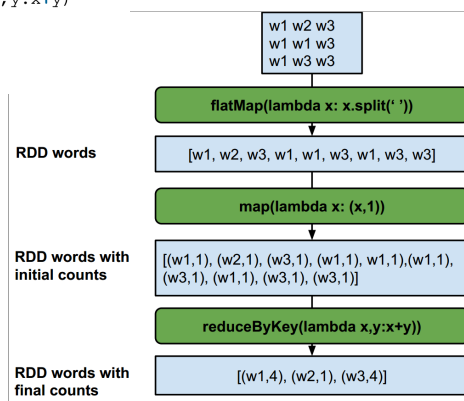 ,y:x+y)
w1 w2 w3
w1 w1 w3
w1 w3 w3
flatMap(lambda x: x.split(‘ ’))
RDD words
[w1, w2, w3, w1, w1, w3, w1, w3, w3]
map(lambda x: (x,1))
RDD words with
initial counts
[(w1,1), (w2,1), (w3,1), (w1,1), w1,1),(w1,1),
(w3,1), (w1,1), (w3,1), (w3,1)]
reduceByKey(lambda x,y:x+y))
RDD words with
final counts
[(w1,4), (w2,1), (w3,4)]